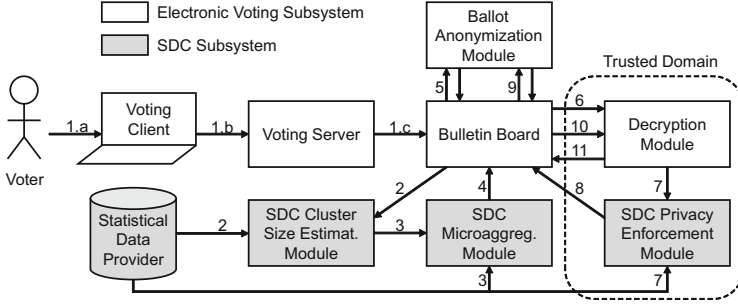 Electronic Voting Subsystem
SDC Subsystem
Ballot
Anonymization
Module
Trusted Domain
5
9
6
1.a
Voting
Client
1.b
Voting Server
1.c
Bulletin Board
10
11
Decryption
Module
Voter
2
4
8
7
Statistical
Data
Provider
2
SDC Cluster
Size Estimat.
Module
3
SDC
Microaggreg.
Module
SDC Privacy
Enforcement
Module
3
7